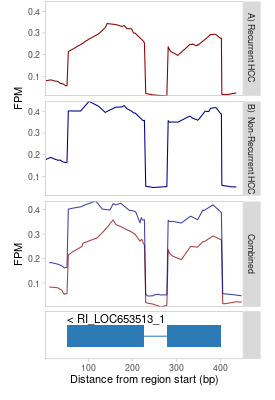 0.4
0.3
0.2
0.1
A) Recurrent HCC
FPM
0.4
0.3
0.2
0.1
B) Non-Recurrent HCC
0.4
0.3
0.2
0.1
FPM
Combined
< RI_LOC653513_1
100
200
300
400
Distance from region start (bp)